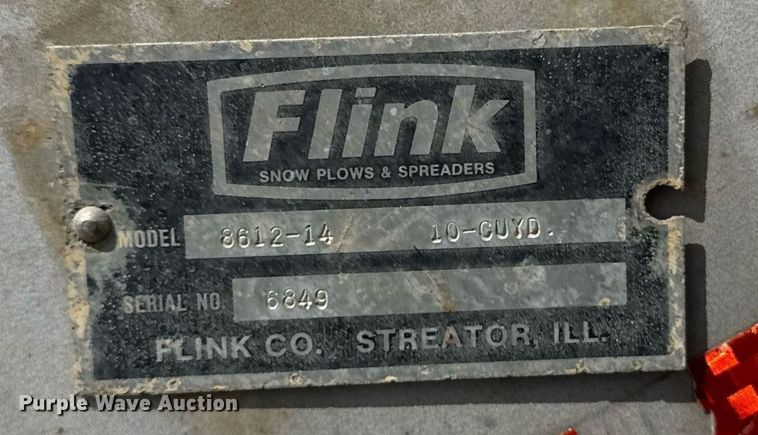 Flink
SNOW PLOWS & SPREADERS
MODEL 8612-14 10-CUYD.
SERIAL NO 6849
FLINK CO. STREATOR, ILL.
Purple Wave Auction